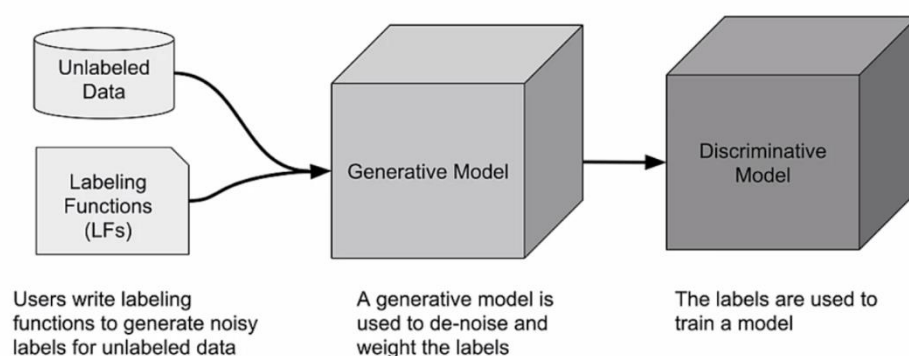 Unlabeled
Data
Labeling
Functions
(LFs)
Generative Model
Discriminative
Model
Users write labeling
functions to generate noisy
labels for unlabeled data
A generative model is
used to de-noise and
weight the labels
The labels are used to
train a model